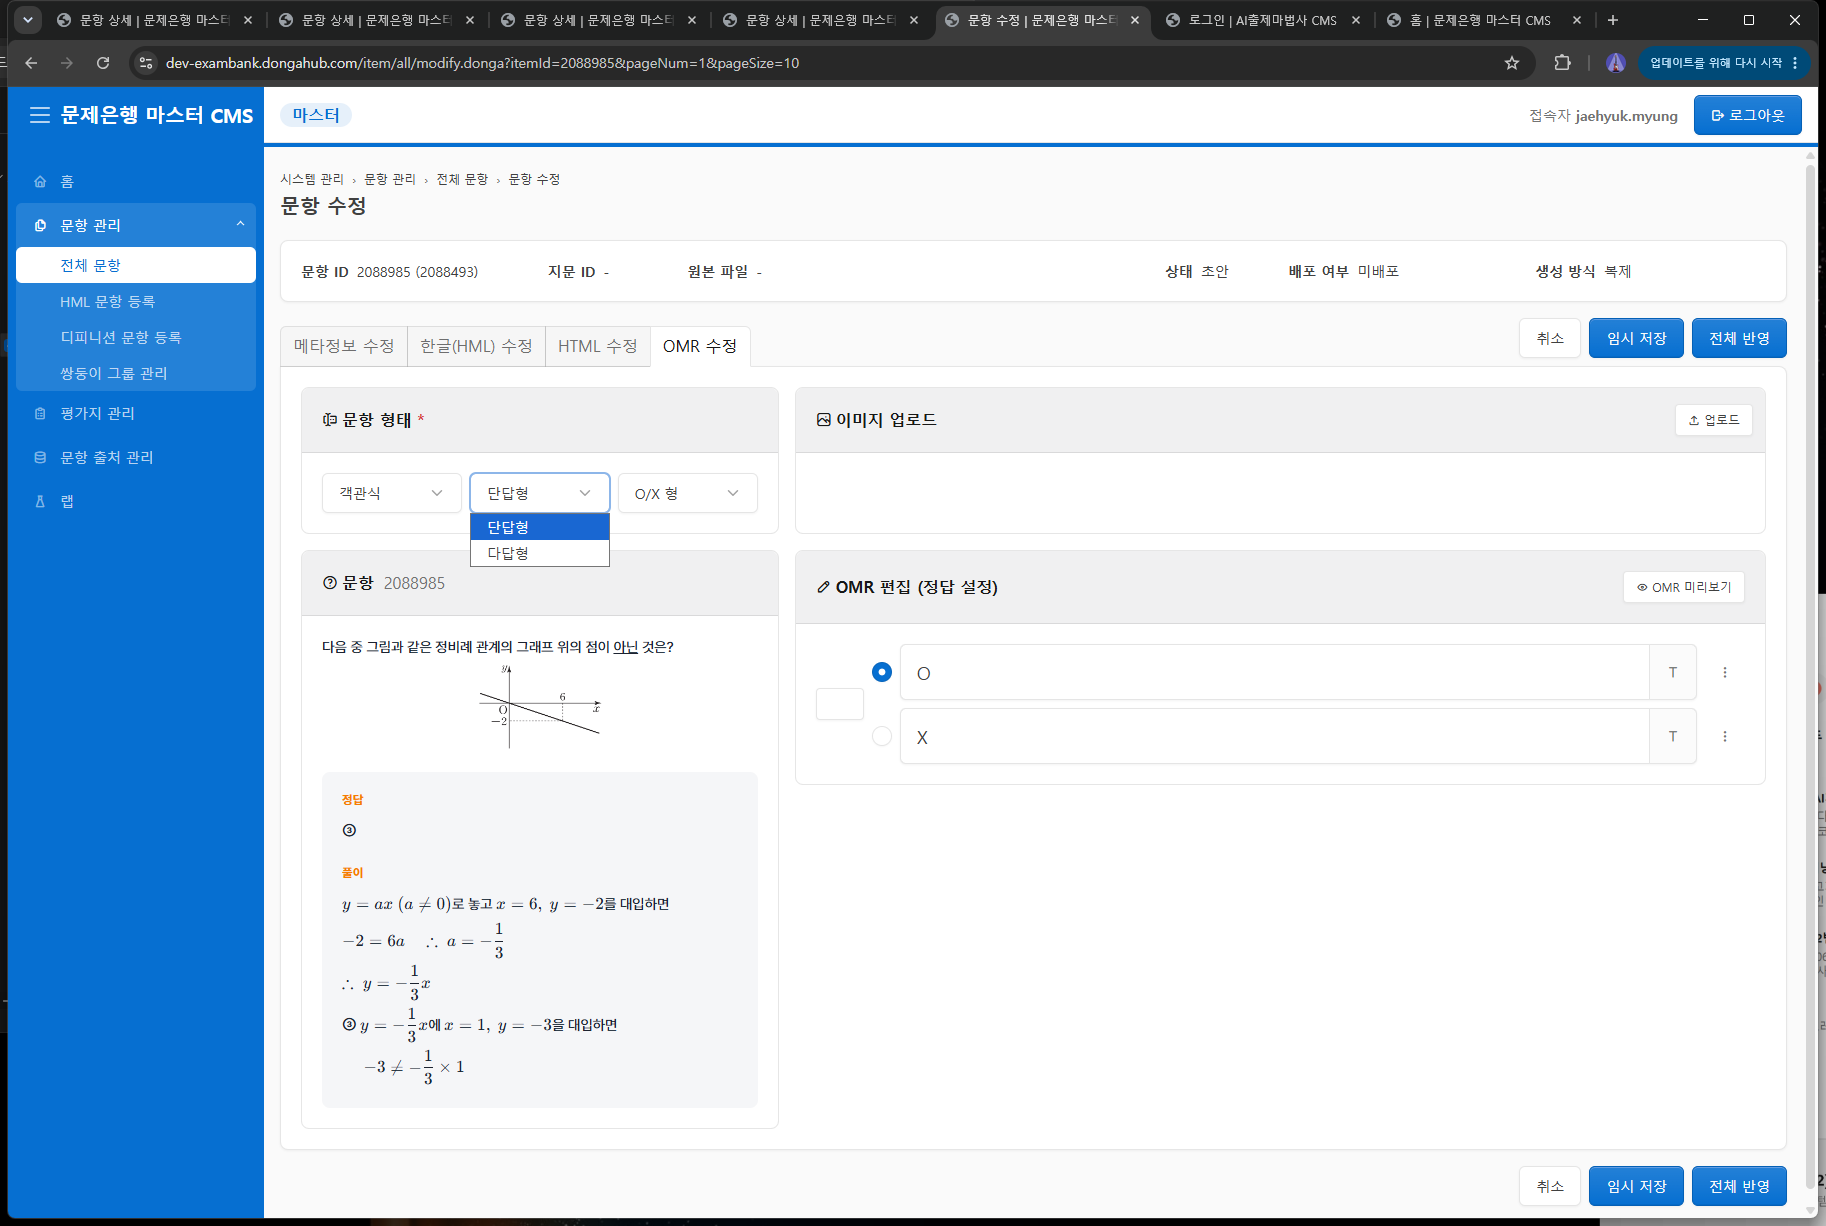 문항 상세 | 문제은행 마스터
문항 상세 | 문제은행 마스터
문항 상세 | 문제은행 마스터
문항 상세 | 문제은행 마스터
문항 수정 | 문제은행 마스터
로그인 | AI출제마법사 CMS
홈 | 문제은행 마스터 CMS
dev-exambank.dongahub.com/item/all/modify.donga?itemId=2088985&pageNum=1&pageSize=10
업데이트를 위해 다시 시작
문제은행 마스터 CMS
마스터
접속자 jaehyuk.myung
로그아웃
홈
문항 관리
전체 문항
HML 문항 등록
디피니션 문항 등록
쌍둥이 그룹 관리
평가지 관리
문항 출처 관리
랩
시스템 관리 › 문항 관리 › 전체 문항 › 문항 수정
문항 수정
문항 ID 2088985 (2088493)
지문 ID -
원본 파일 -
상태 초안
배포 여부 미배포
생성 방식 복제
메타정보 수정
한글(HML) 수정
HTML 수정
OMR 수정
취소
임시 저장
전체 반영
문항 형태 *
객관식
단답형
O/X 형
단답형
다답형
이미지 업로드
업로드
문항 2088985
다음 중 그림과 같은 정비례 관계의 그래프 위의 점이 아닌 것은?
y
6
O
x
−2
정답
③
풀이
y = ax (a ≠ 0)로 놓고 x = 6, y = −2를 대입하면
−2 = 6a ∴ a = −1/3
∴ y = −1/3x
③ y = −1/3x에 x = 1, y = −3을 대입하면
−3 ≠ −1/3 × 1
OMR 편집 (정답 설정)
OMR 미리보기
O
T
X
T
취소
임시 저장
전체 반영